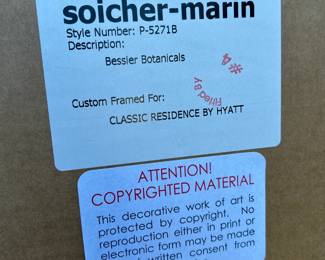 soicher-marin
Style Number: P-5271B
Description:
Bessler Botanicals
Filled BY
#4
Custom Framed For:
CLASSIC RESIDENCE BY HYATT
ATTENTION!
COPYRIGHTED MATERIAL
This decorative work of art is
protected by copyright. No
reproduction either in print or
electronic form may be made
written consent from